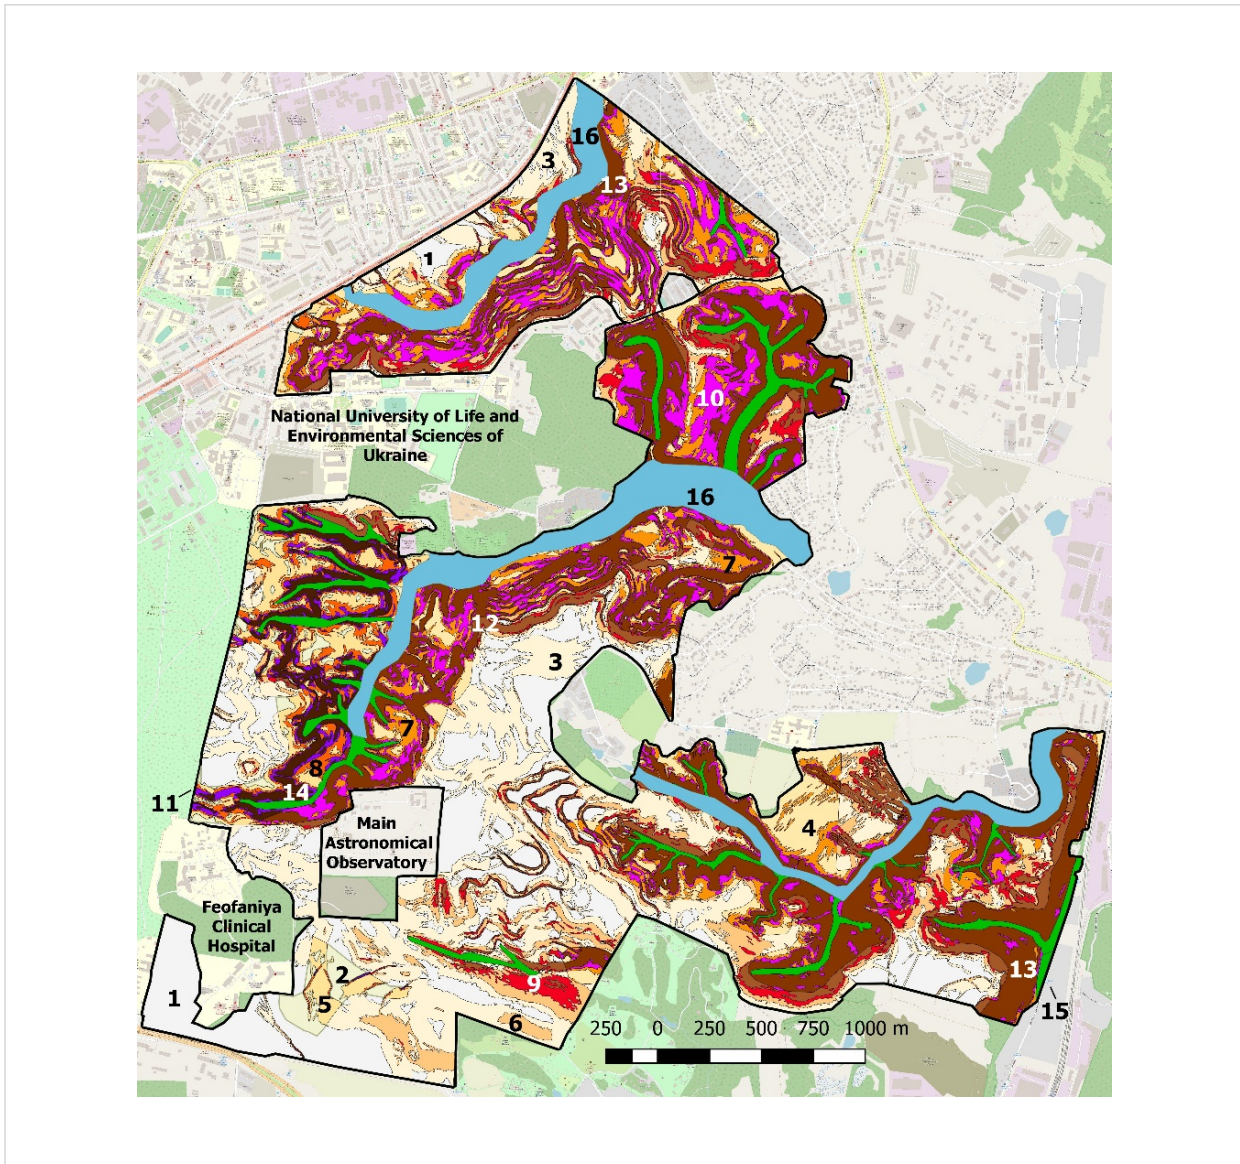 16
3
13
1
National University of Life and
Environmental Sciences of
Ukraine
10
16
7
12
3
7
8
11
14
Main
Astronomical
Observatory
4
Feofaniya
Clinical
Hospital
2
9
13
1
5
6
15
250 0 250 500 750 1000 m